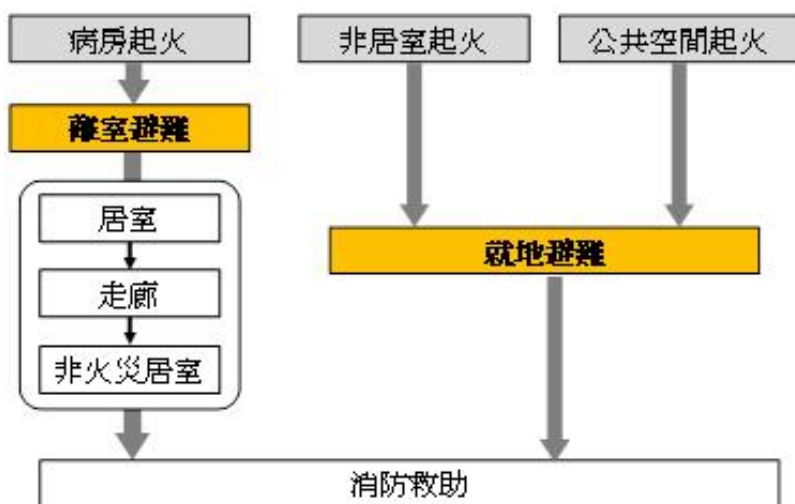 病房起火
非居室起火
公共空間起火
離室避難
居室
走廊
非火災居室
就地避難
消防救助